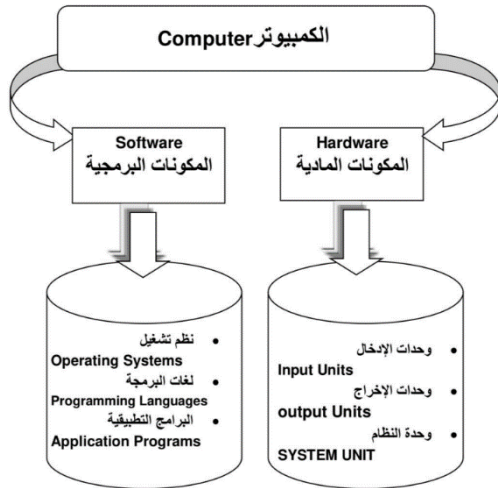 الكمبيوتر Computer
Hardware
المكونات المادية
Software
المكونات البرمجية
• وحدات الإدخال
Input Units
• وحدات الإخراج
output Units
• وحدة النظام
SYSTEM UNIT
• نظم تشغيل
Operating Systems
• لغات البرمجة
Programming Languages
• البرامج التطبيقية
Application Programs